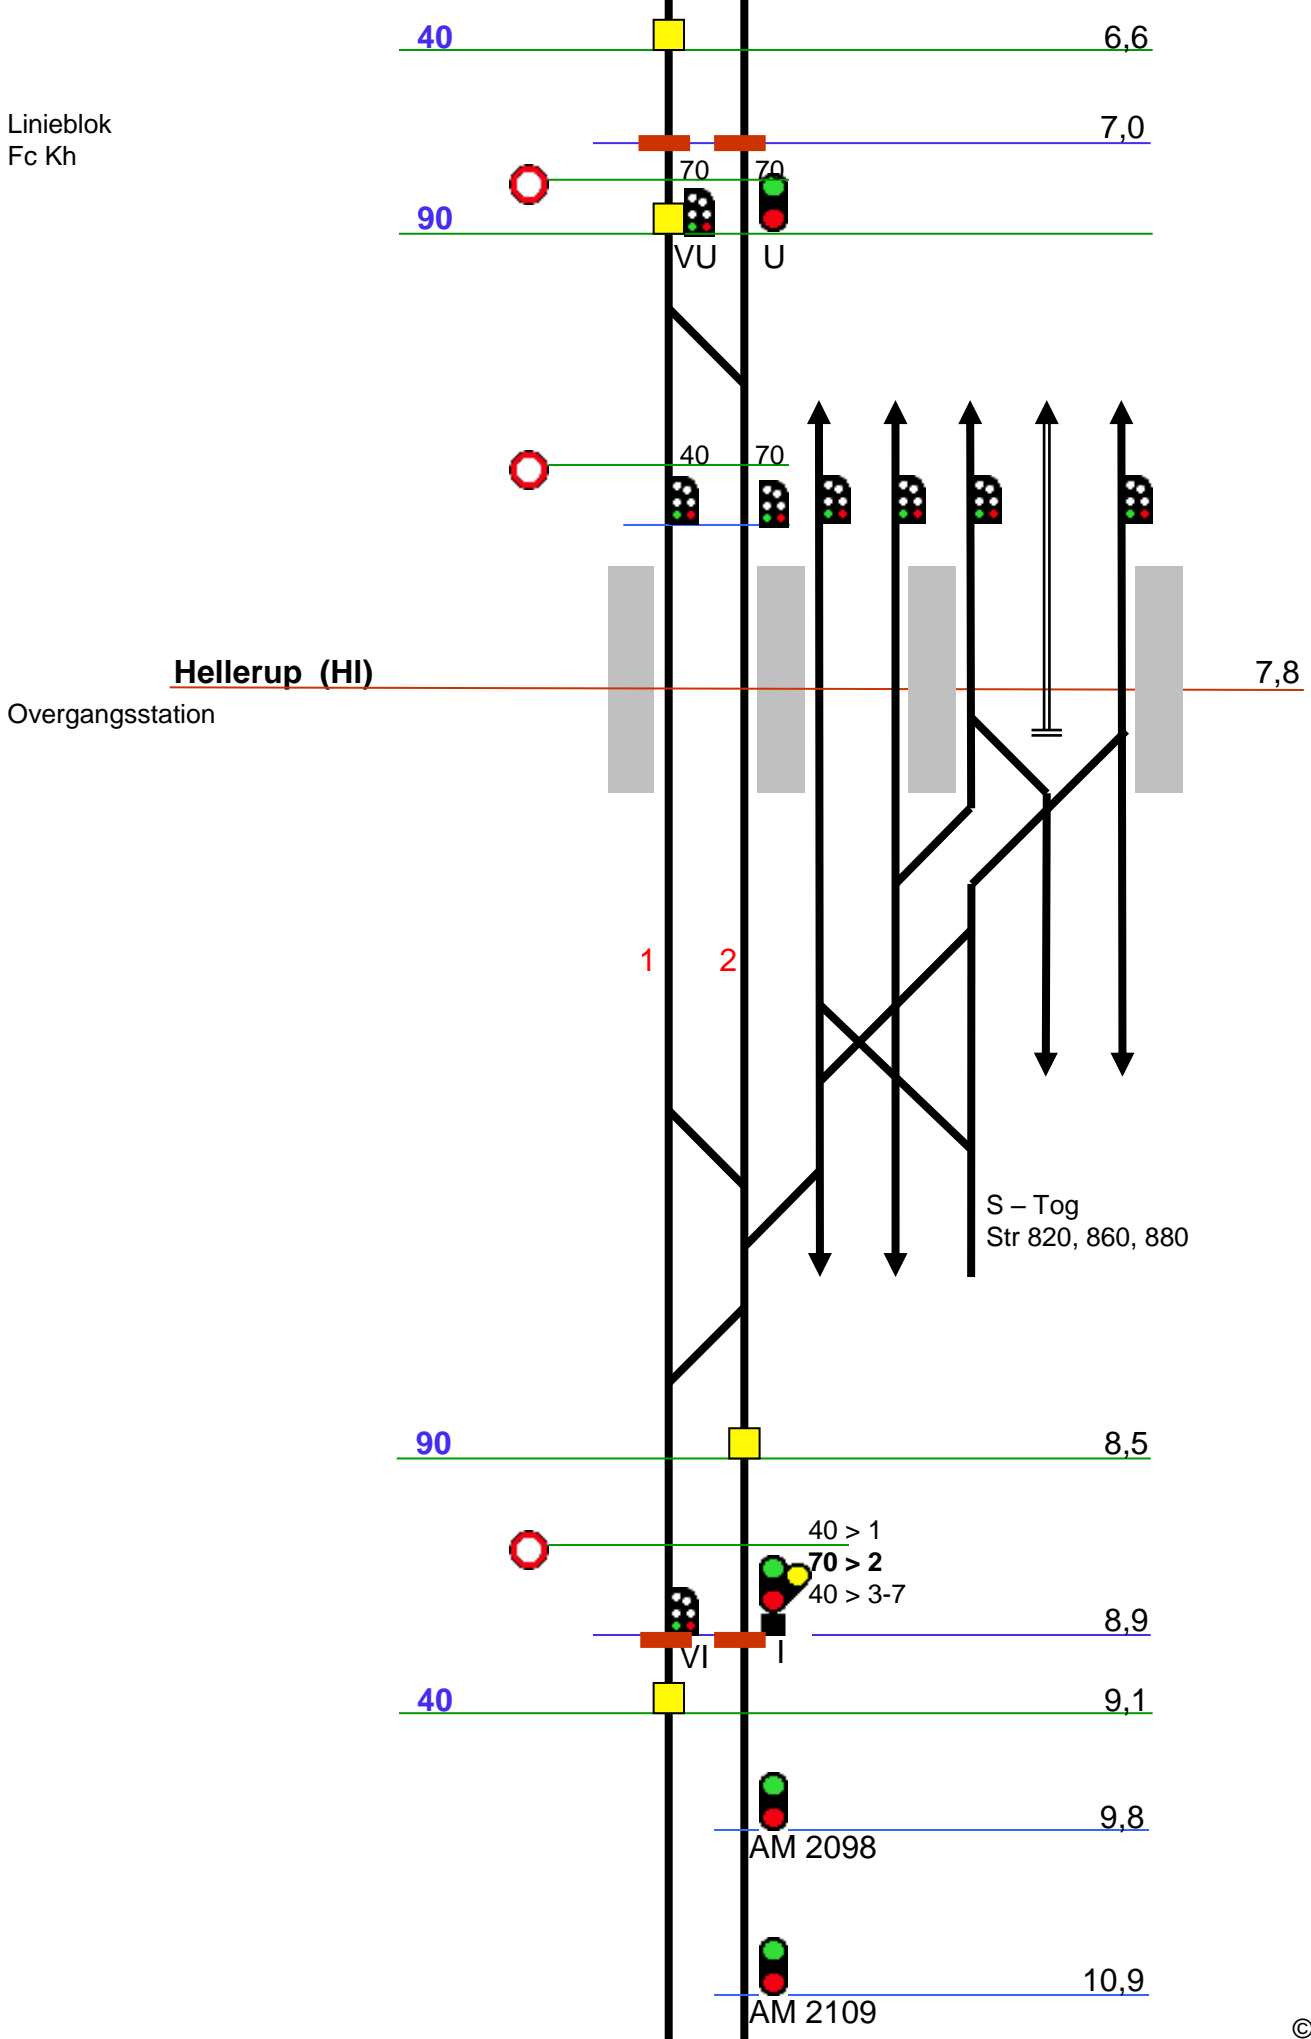 40 6,6
7,0
Linieblok
Fc Kh
70 70
90
VU U
40 70
Hellerup (Hl) 7,8
Overgangsstation
1 2
S – Tog
Str 820, 860, 880
90 8,5
40 > 1
70 > 2
40 > 3-7
8,9
VI I
40 9,1
9,8
AM 2098
10,9
AM 2109
©